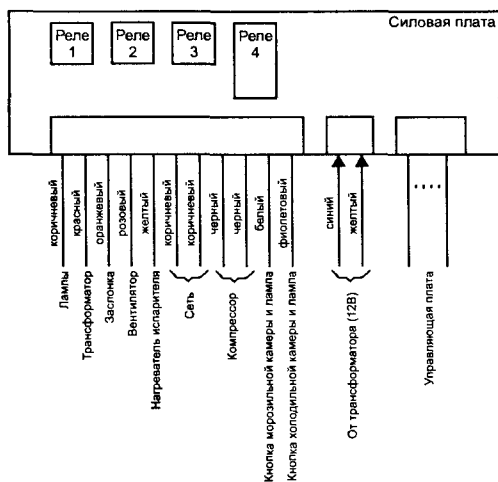 Силовая плата
Реле
1
Реле
2
Реле
3
Реле
4
коричневый
красный
оранжевый
розовый
желтый
коричневый
коричневый
черный
черный
белый
фиолетовый
синий
желтый
Лампы
Трансформатор
Заслонка
Вентилятор
Нагреватель испарителя
Сеть
Компрессор
Кнопка морозильной камеры и лампа
Кнопка холодильной камеры и лампа
От трансформатора (12В)
Управляющая плата